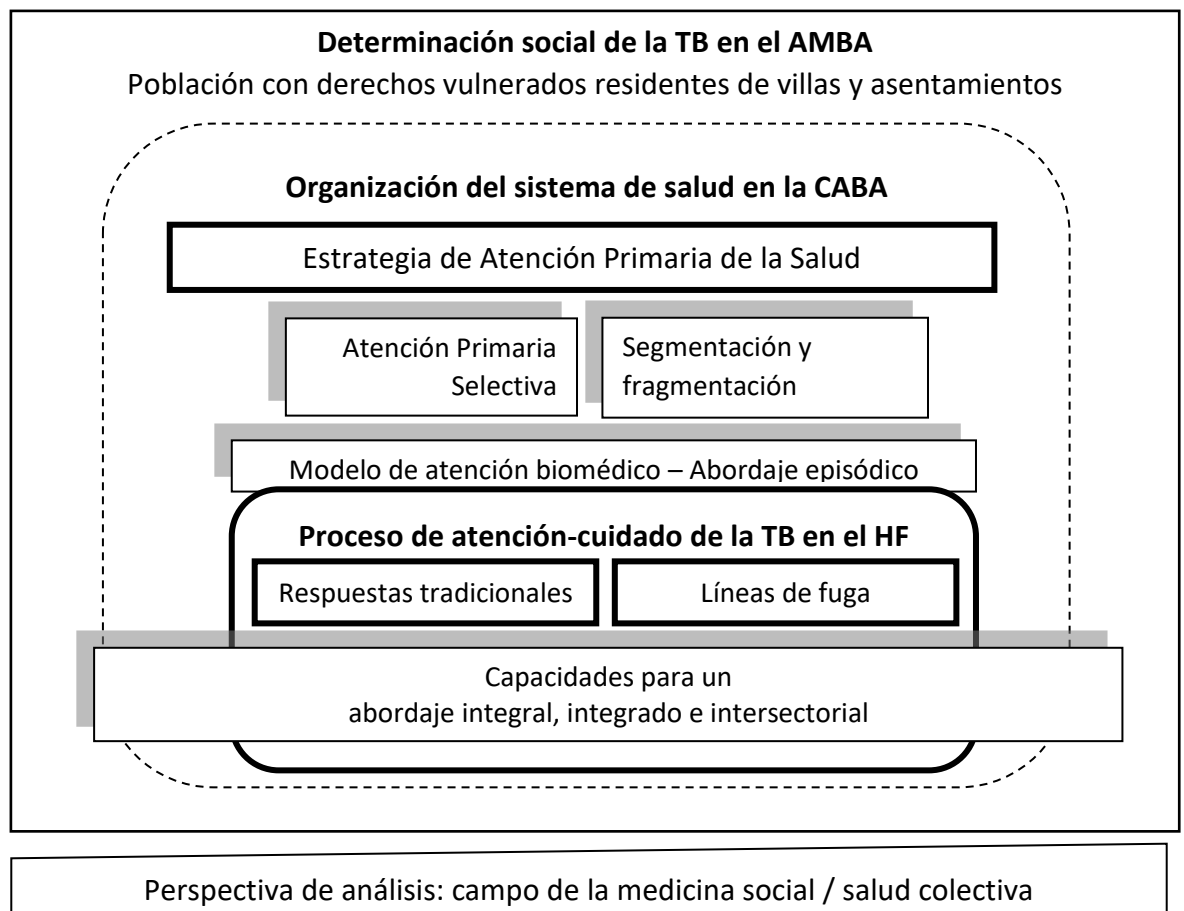 Determinación social de la TB en el AMBA
Población con derechos vulnerados residentes de villas y asentamientos
Organización del sistema de salud en la CABA
Estrategia de Atención Primaria de la Salud
Atención Primaria
Selectiva
Segmentación y
fragmentación
Modelo de atención biomédico – Abordaje episódico
Proceso de atención-cuidado de la TB en el HF
Respuestas tradicionales
Líneas de fuga
Capacidades para un
abordaje integral, integrado e intersectorial
Perspectiva de análisis: campo de la medicina social / salud colectiva